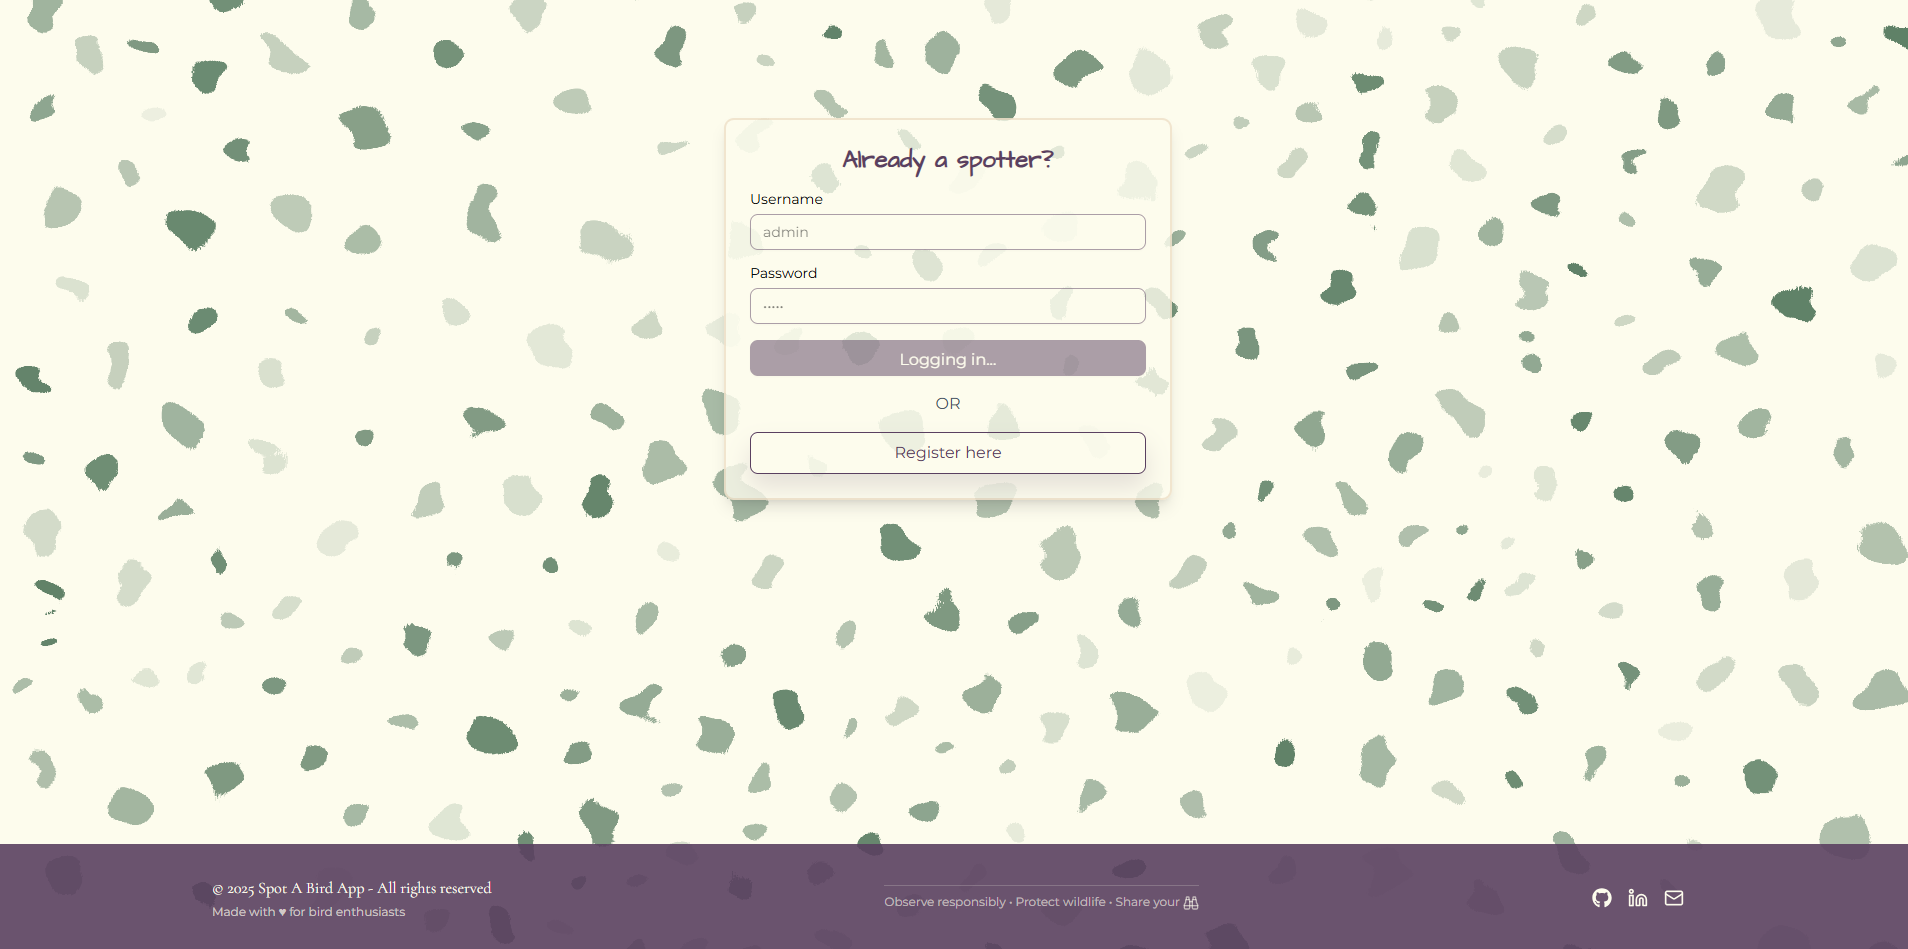 Already a spotter?
Username
admin
Password
•••••
Logging in...
OR
Register here
© 2025 Spot A Bird App - All rights reserved
Made with ♥ for bird enthusiasts
Observe responsibly • Protect wildlife • Share your